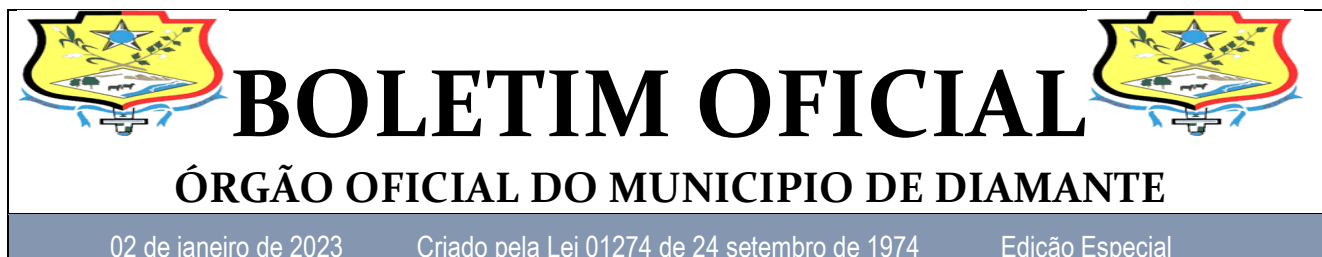 BOLETIM OFICIAL
ÓRGÃO OFICIAL DO MUNICIPIO DE DIAMANTE
02 de janeiro de 2023 Criado pela Lei 01274 de 24 setembro de 1974 Edição Especial